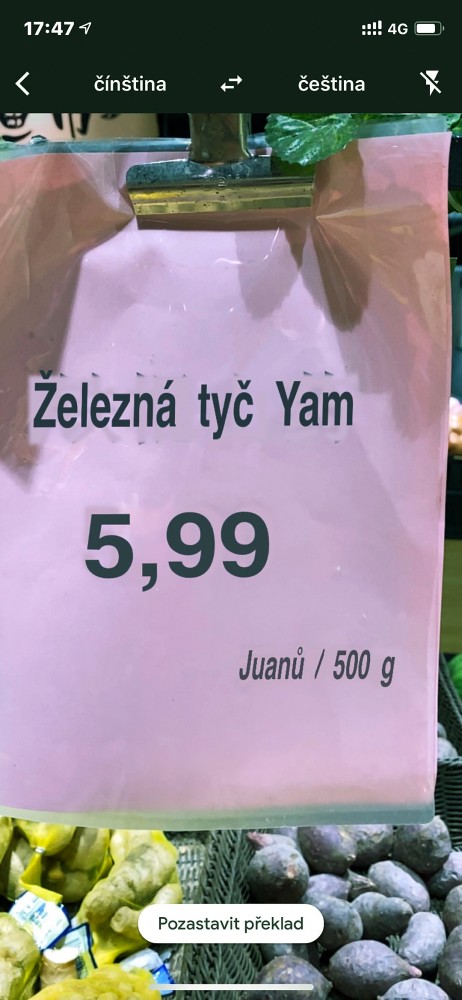 17:47
4G
čínština
čeština
Železná tyč Yam
5,99
Juanů / 500 g
Pozastavit překlad